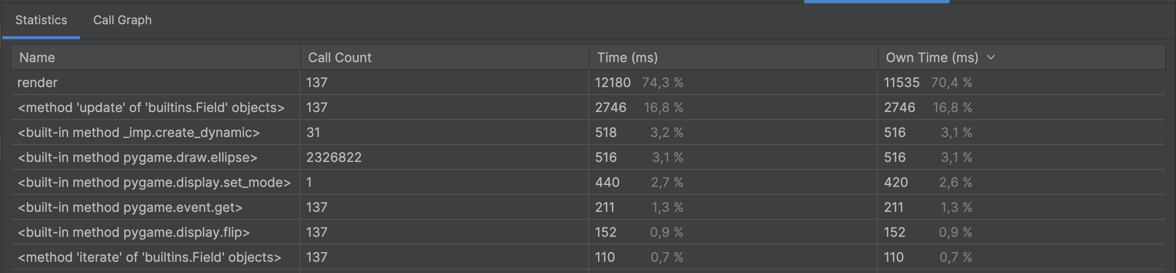 Statistics Call Graph
Name Call Count Time (ms) Own Time (ms)
render 137 12180 74,3 % 11535 70,4 %
<method 'update' of 'builtins.Field' objects> 137 2746 16,8 % 2746 16,8 %
<built-in method _imp.create_dynamic> 31 518 3,2 % 516 3,1 %
<built-in method pygame.draw.ellipse> 2326822 516 3,1 % 516 3,1 %
<built-in method pygame.display.set_mode> 1 440 2,7 % 420 2,6 %
<built-in method pygame.event.get> 137 211 1,3 % 211 1,3 %
<built-in method pygame.display.flip> 137 152 0,9 % 152 0,9 %
<method 'iterate' of 'builtins.Field' objects> 137 110 0,7 % 110 0,7 %